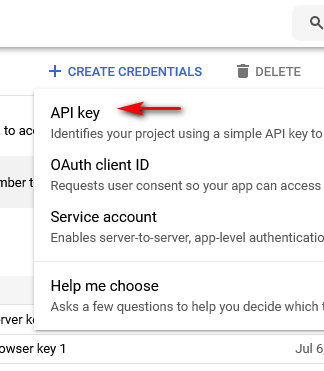 + CREATE CREDENTIALS DELETE
API key
to
Identifies your project using a simple API key to
OAuth client ID
Requests user consent so your app can access
Service account
Enables server-to-server, app-level authenticatio
Help me choose
Asks a few questions to help you decide which t
rver k
owser key 1 Jul 6